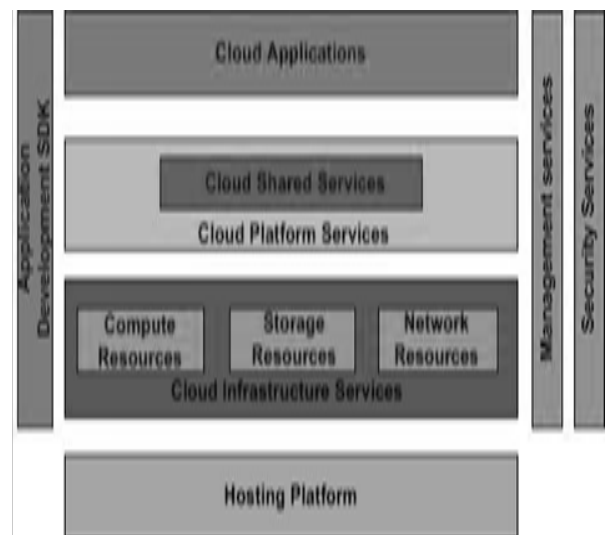 Application
Development SDK
Cloud Applications
Cloud Shared Services
Cloud Platform Services
Compute
Resources
Storage
Resources
Network
Resources
Cloud Infrastructure Services
Hosting Platform
Management services
Security Services